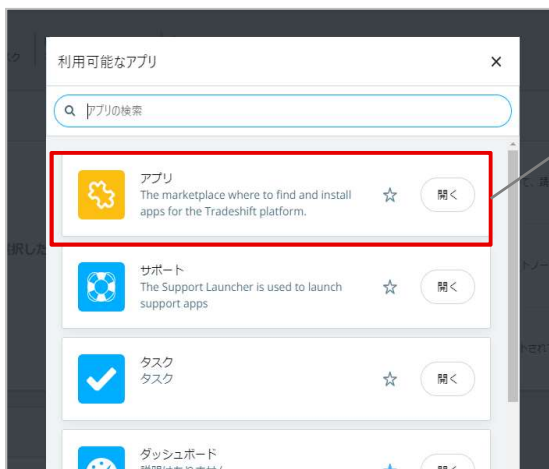 利用可能なアプリ
アプリの検索
アプリ
The marketplace where to find and install
apps for the Tradeshift platform.
開く
サポート
The Support Launcher is used to launch
support apps
開く
タスク
タスク
開く
ダッシュボード